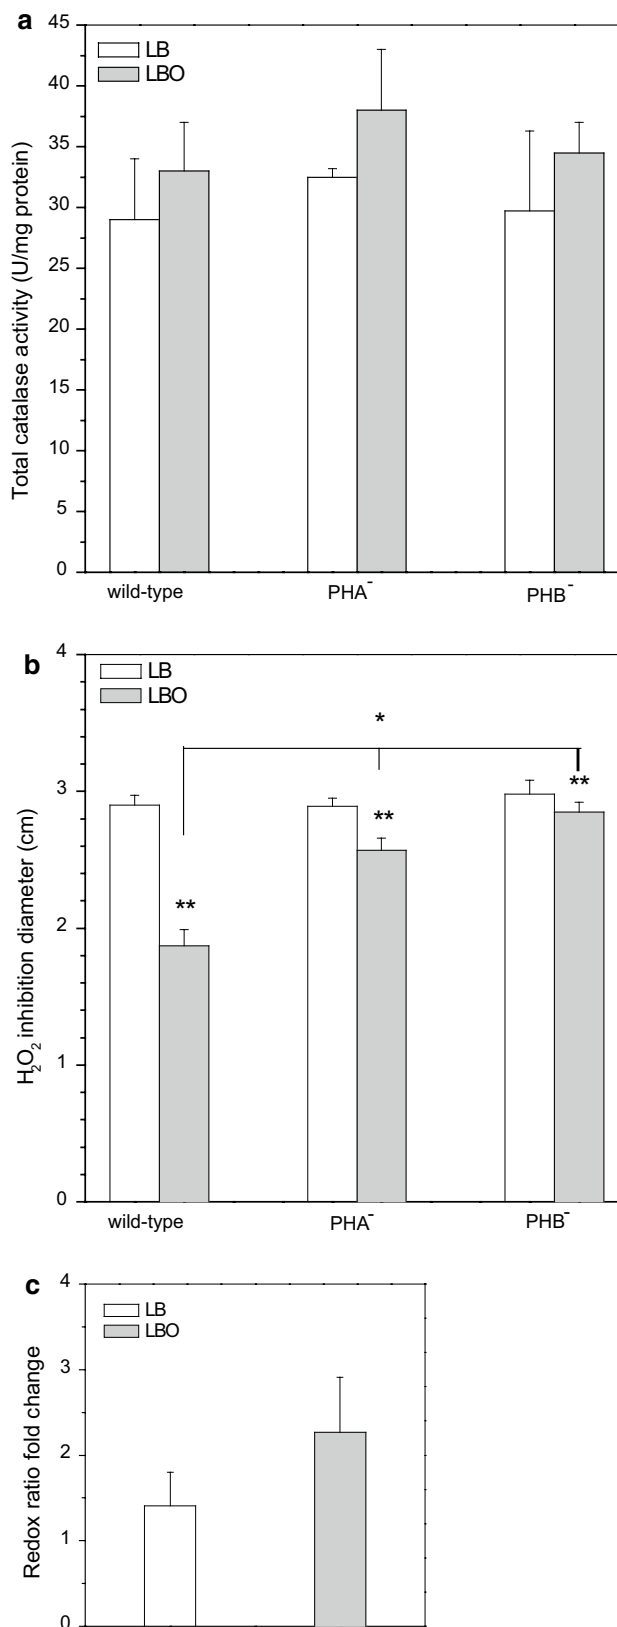 a
Total catalase activity (U/mg protein)
45
40
35
30
25
20
15
10
5
0
LB
LBO
wild-type PHA⁻ PHB⁻
b
H₂O₂ inhibition diameter (cm)
4
3
2
1
0
LB
LBO
*
**
**
**
wild-type PHA⁻ PHB⁻
c
Redox ratio fold change
4
3
2
1
0
LB
LBO